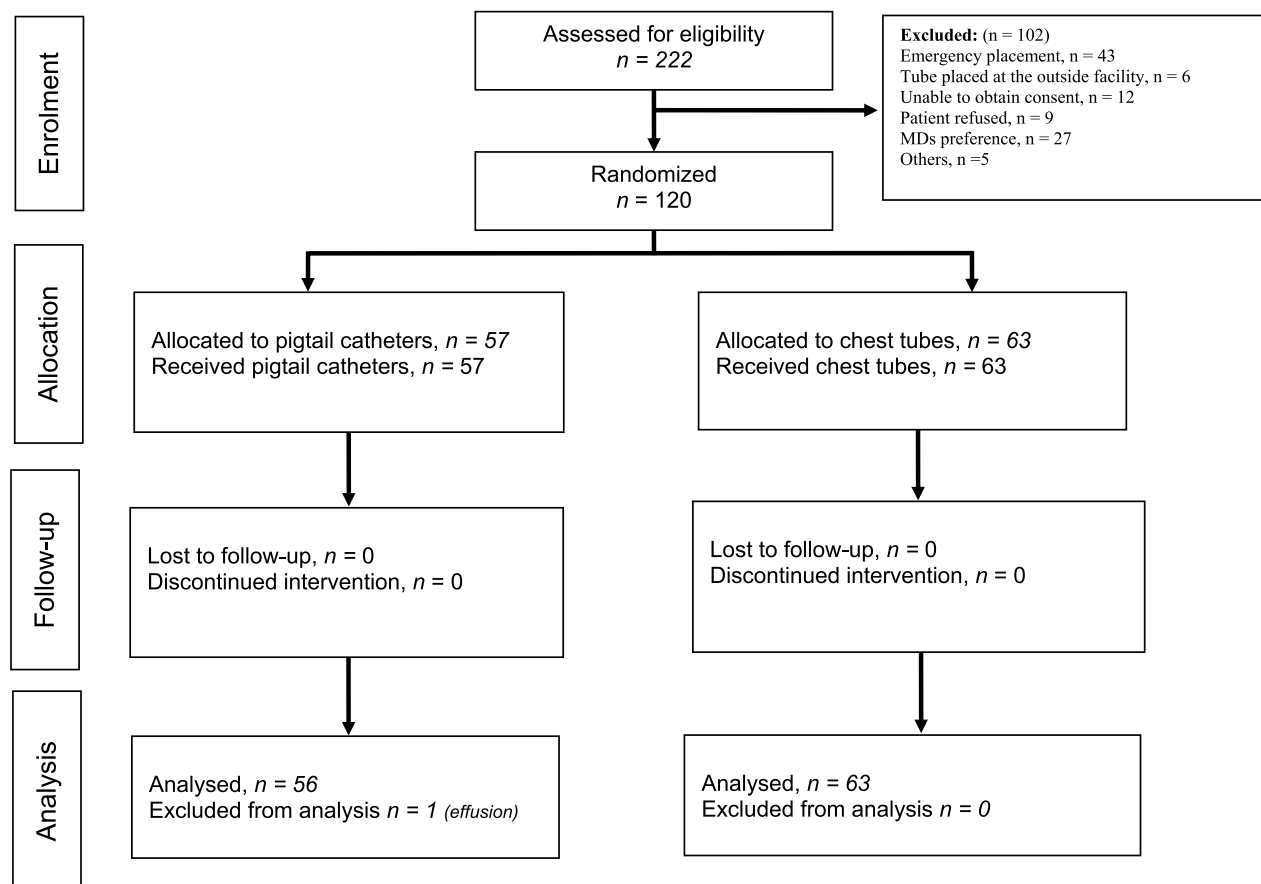 Enrolment
Assessed for eligibility
n = 222
Excluded: (n = 102)
Emergency placement, n = 43
Tube placed at the outside facility, n = 6
Unable to obtain consent, n = 12
Patient refused, n = 9
MDs preference, n = 27
Others, n =5
Randomized
n = 120
Allocation
Allocated to pigtail catheters, n = 57
Received pigtail catheters, n = 57
Allocated to chest tubes, n = 63
Received chest tubes, n = 63
Follow-up
Lost to follow-up, n = 0
Discontinued intervention, n = 0
Lost to follow-up, n = 0
Discontinued intervention, n = 0
Analysis
Analysed, n = 56
Excluded from analysis n = 1 (effusion)
Analysed, n = 63
Excluded from analysis n = 0